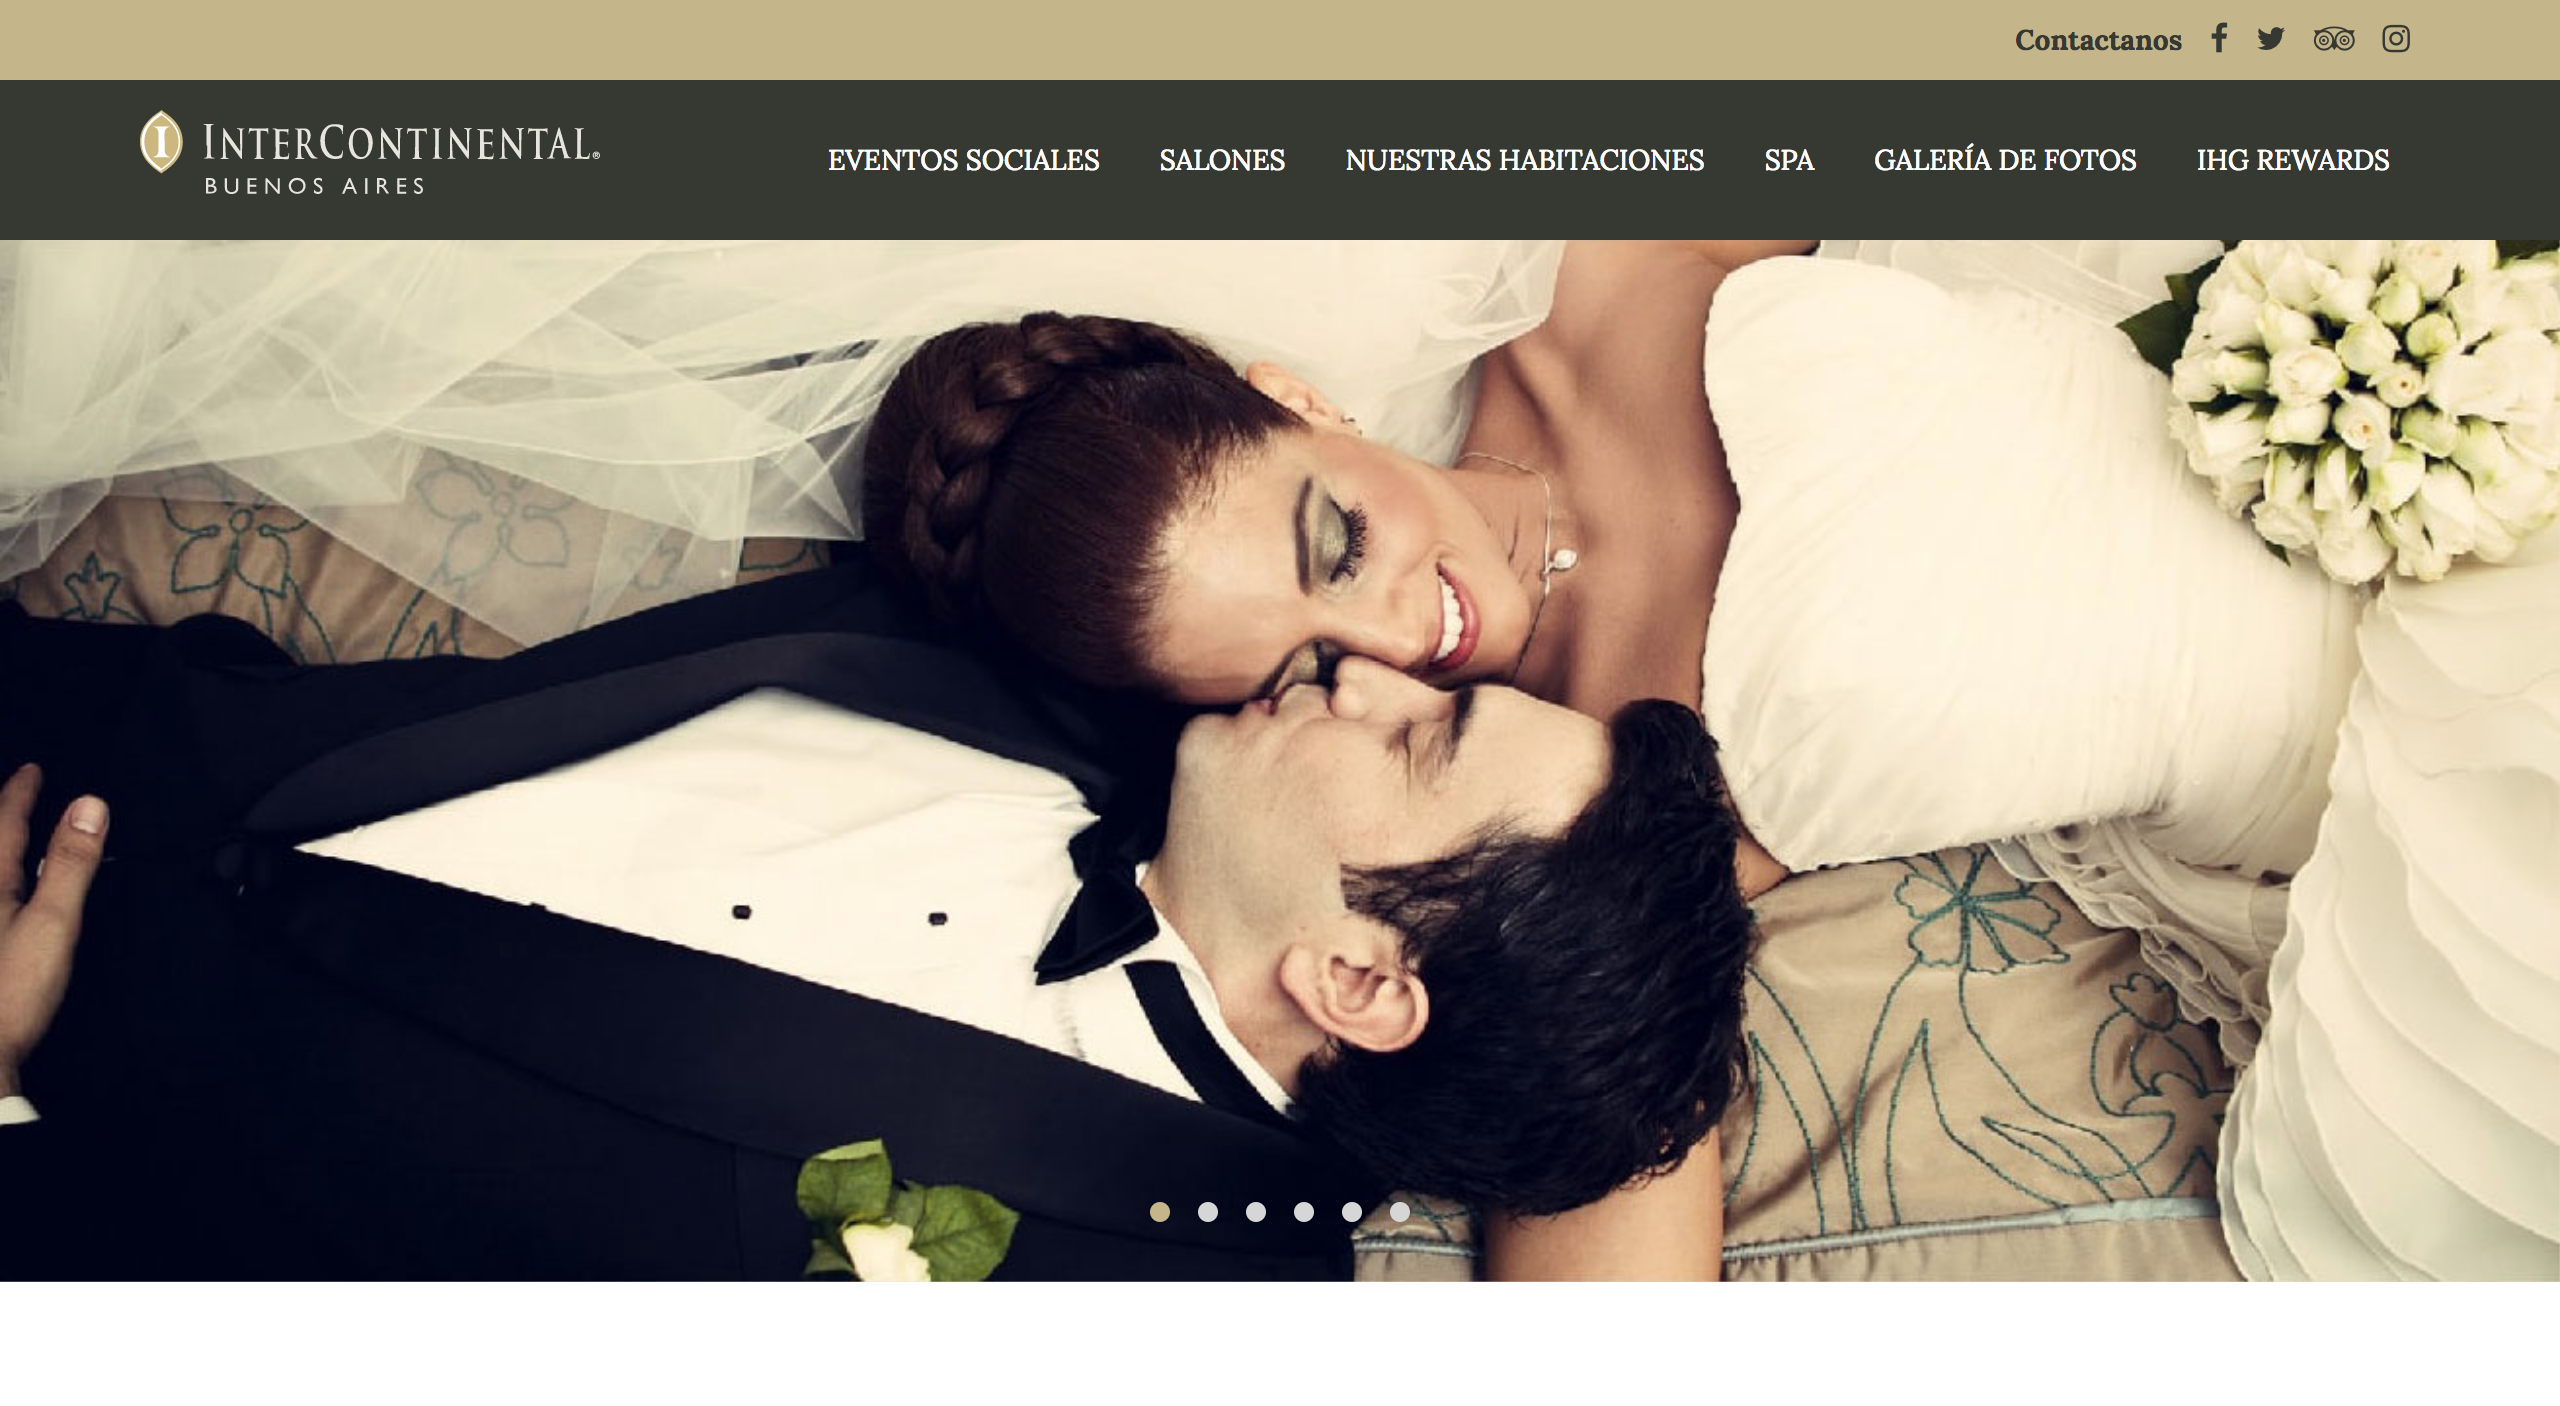 Contactanos
INTERCONTINENTAL®
BUENOS AIRES
EVENTOS SOCIALES SALONES NUESTRAS HABITACIONES SPA GALERÍA DE FOTOS IHG REWARDS